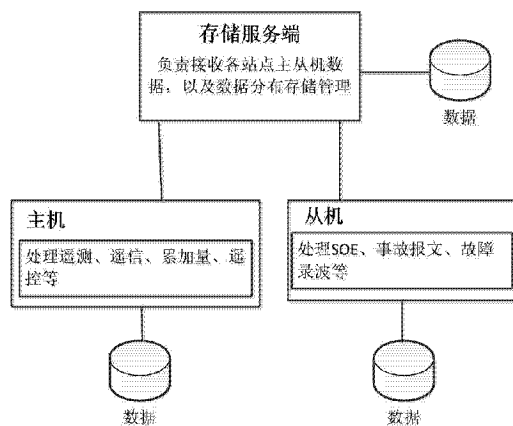 存储服务端
负责接收各站点主从机数
据，以及数据分布存储管理
数据
主机
处理遥测、遥信、累加量、遥
控等
数据
从机
处理SOE、事故报文、故障
录波等
数据